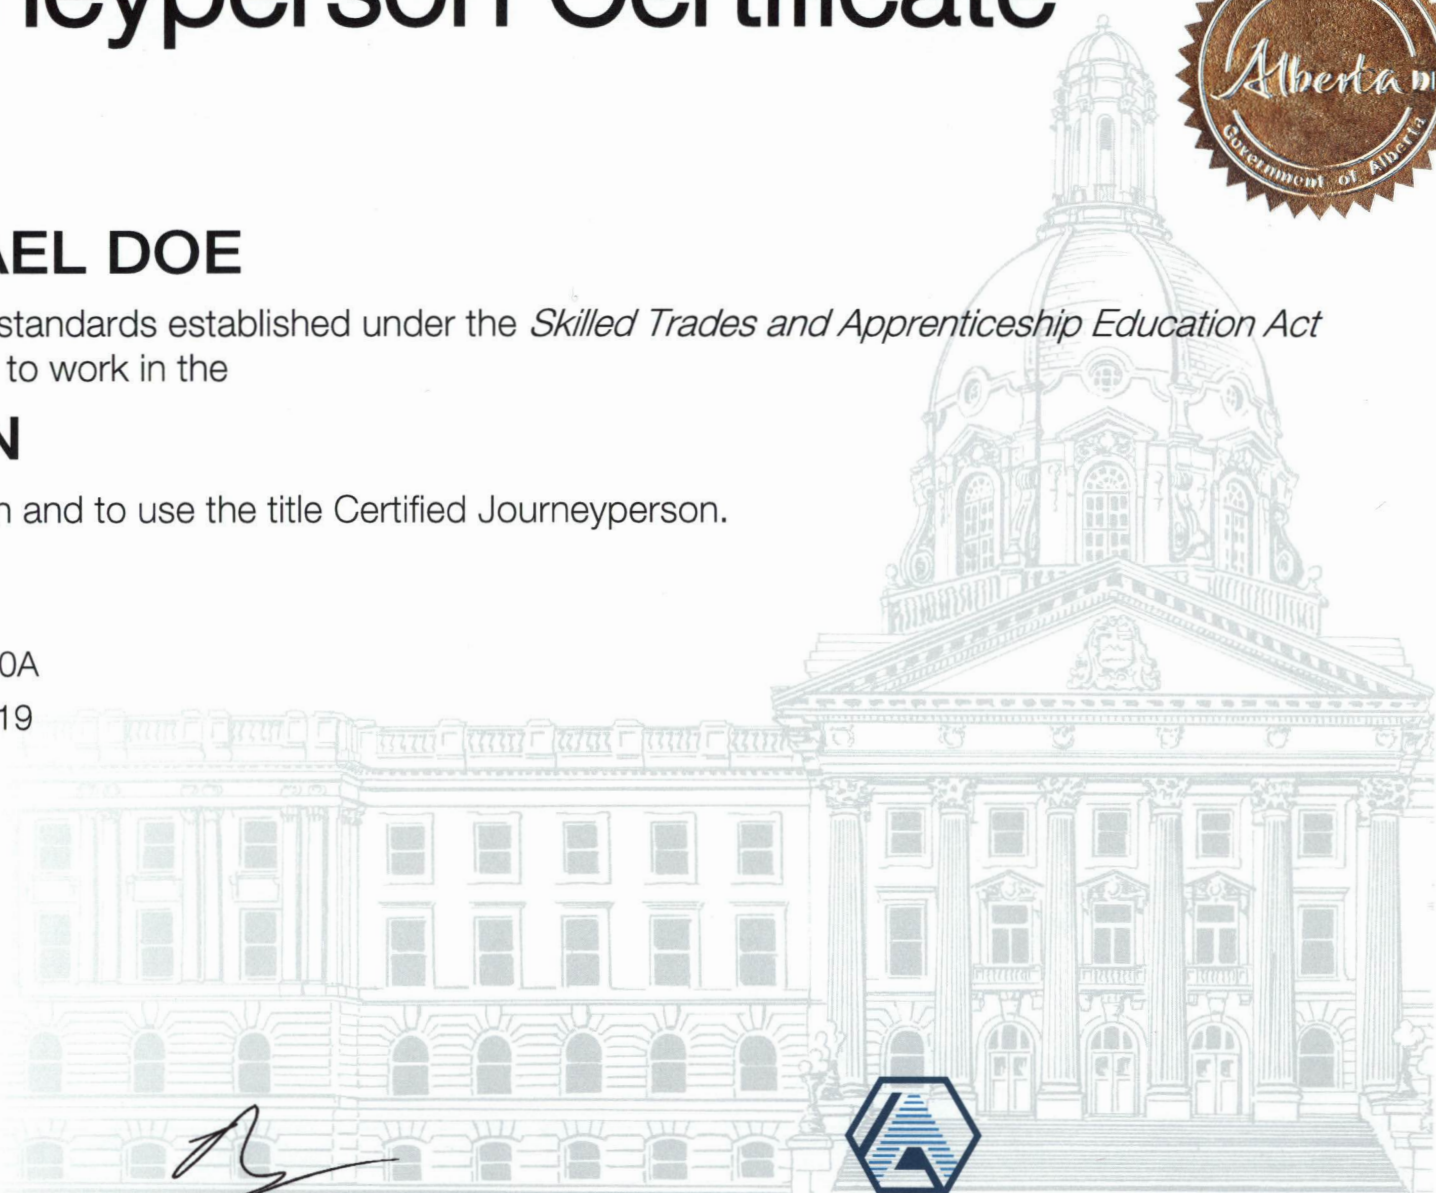 neyperson Certificate
Alberta
Government of Alberta
AEL DOE
standards established under the Skilled Trades and Apprenticeship Education Act
to work in the
N
n and to use the title Certified Journeyperson.
0A
19